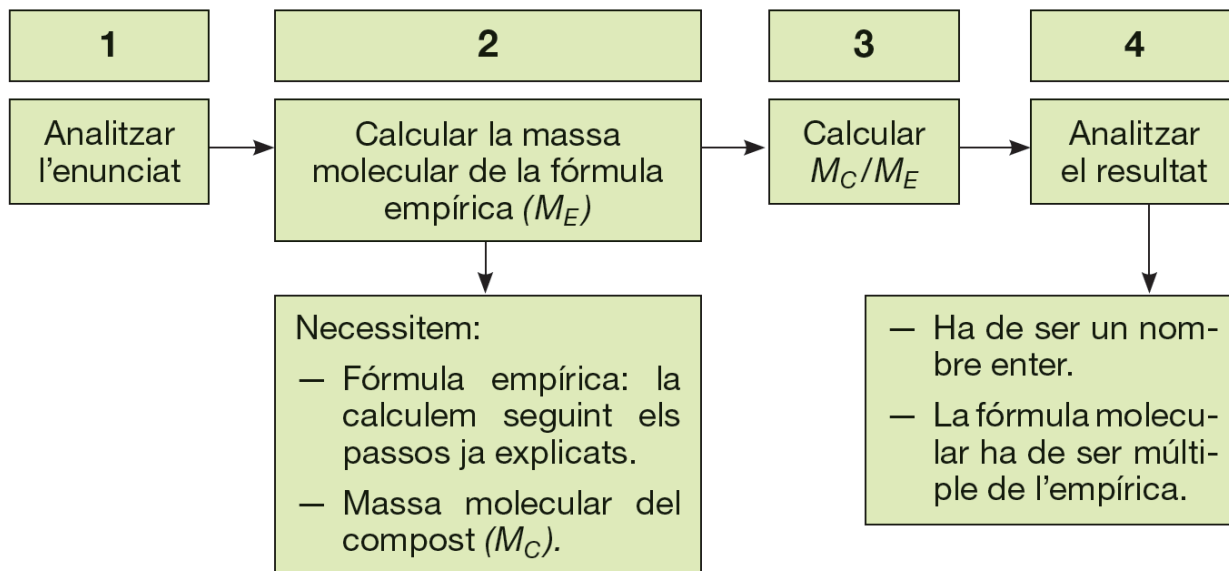 1
2
3
4
Analitzar
l'enunciat
Calcular la massa
molecular de la fórmula
empírica (M_E)
Calcular
M_C/M_E
Analitzar
el resultat
Necessitem:
— Fórmula empírica: la
calculem seguint els
passos ja explicats.
— Massa molecular del
compost (M_C).
— Ha de ser un nom-
bre enter.
— La fórmula molecu-
lar ha de ser múlti-
ple de l'empírica.